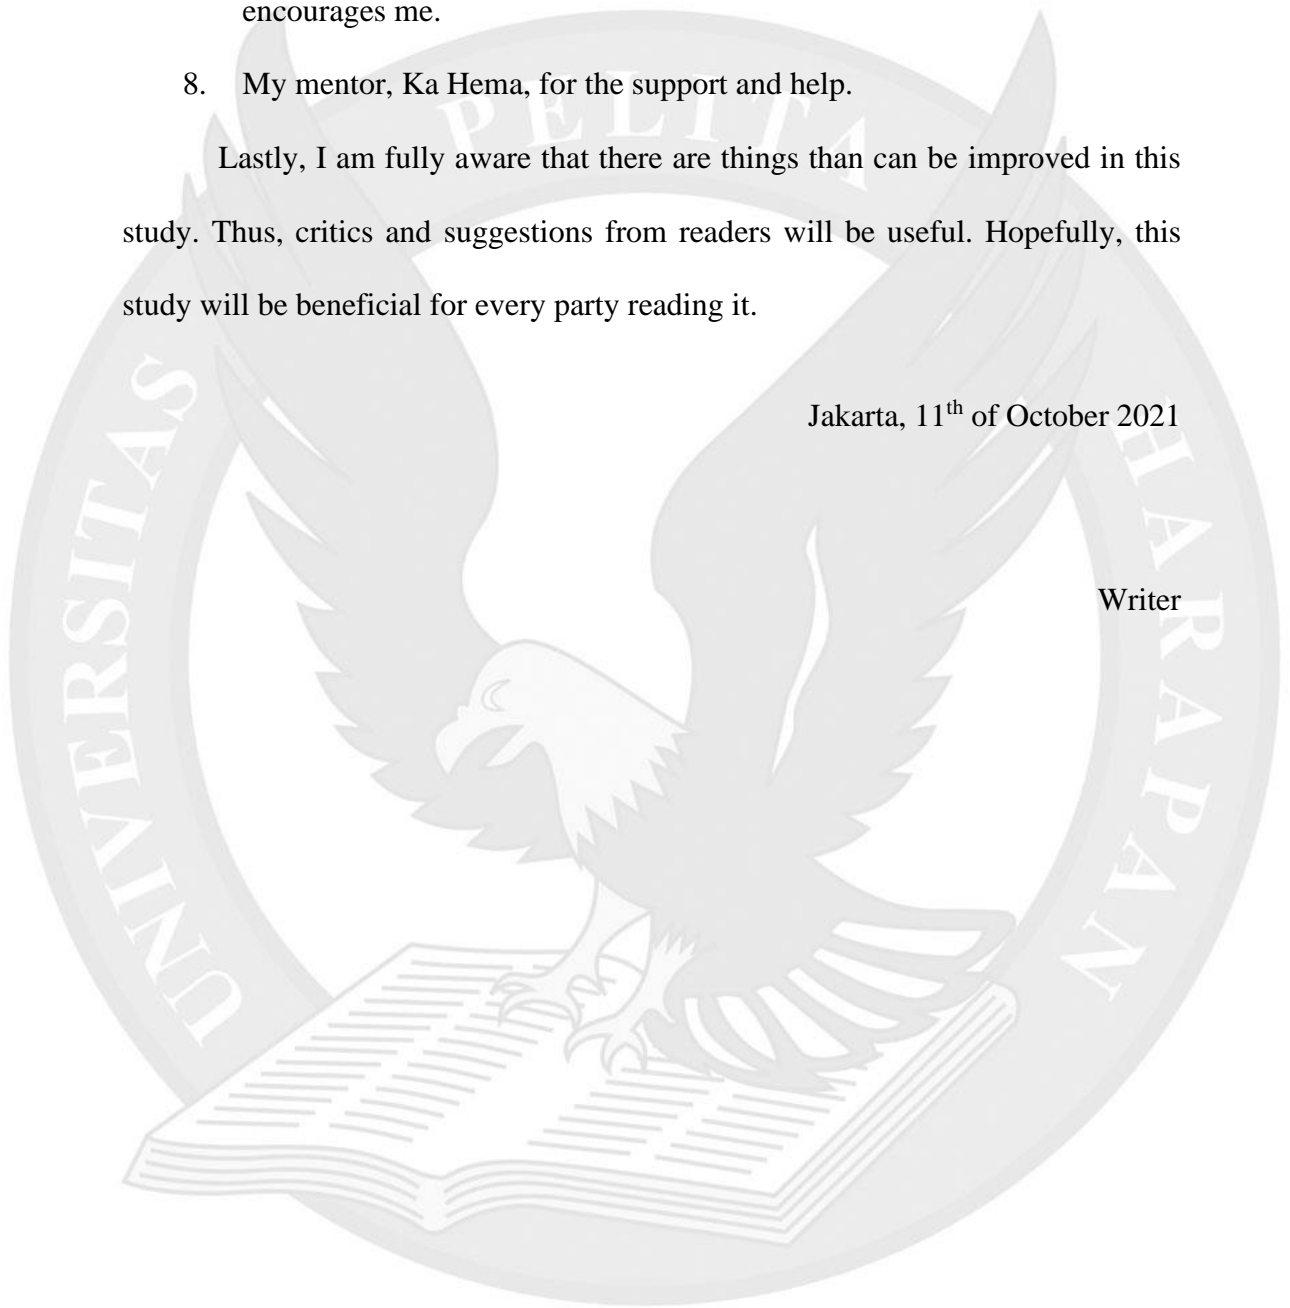 encourages me.
8. My mentor, Ka Hema, for the support and help.
Lastly, I am fully aware that there are things than can be improved in this
study. Thus, critics and suggestions from readers will be useful. Hopefully, this
study will be beneficial for every party reading it.
Jakarta, 11th of October 2021
Writer
UNIVERSITAS PELITA HARAPAN